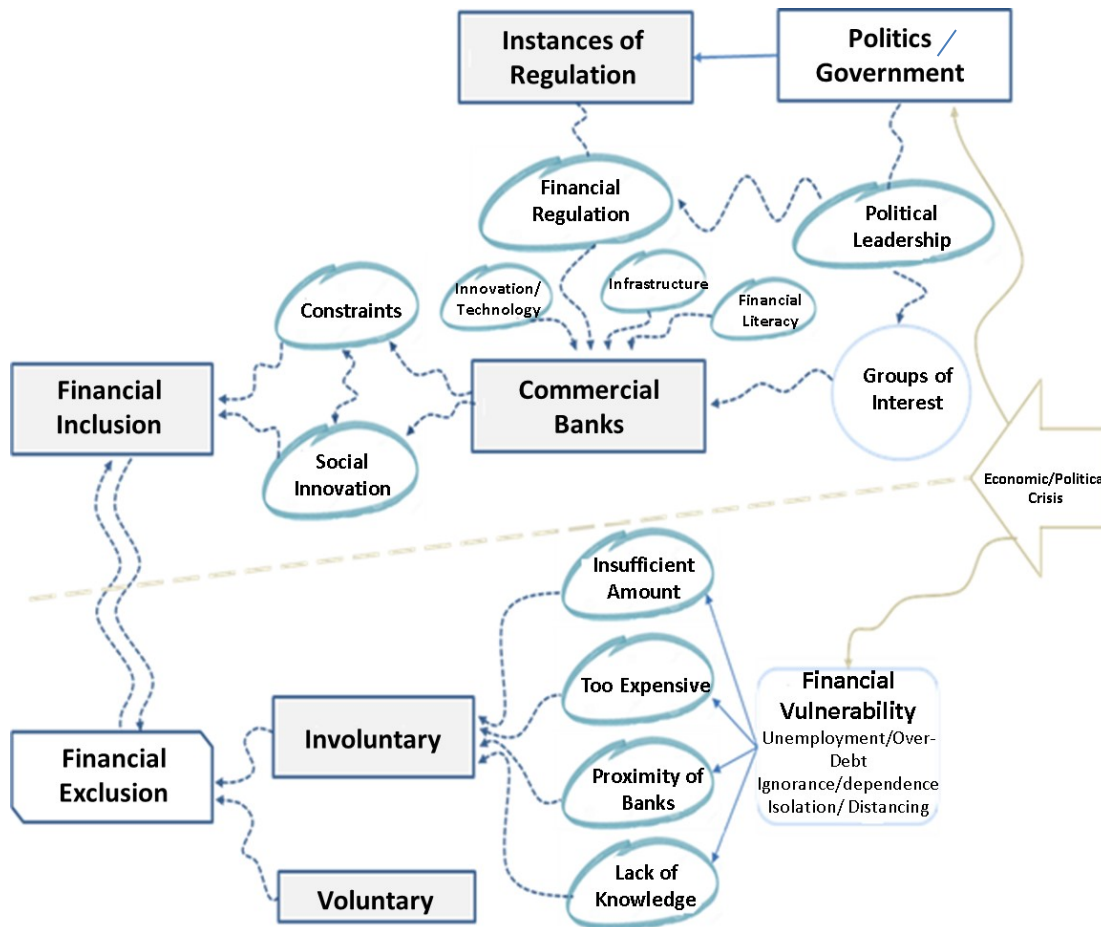 Instances of
Regulation
Politics /
Government
Financial
Regulation
Political
Leadership
Innovation/
Technology
Infrastructure
Financial
Literacy
Constraints
Financial
Inclusion
Commercial
Banks
Groups of
Interest
Social
Innovation
Economic/Political
Crisis
Insufficient
Amount
Too Expensive
Financial
Vulnerability
Unemployment/Over-
Debt
Ignorance/dependence
Isolation/ Distancing
Involuntary
Financial
Exclusion
Proximity of
Banks
Lack of
Knowledge
Voluntary